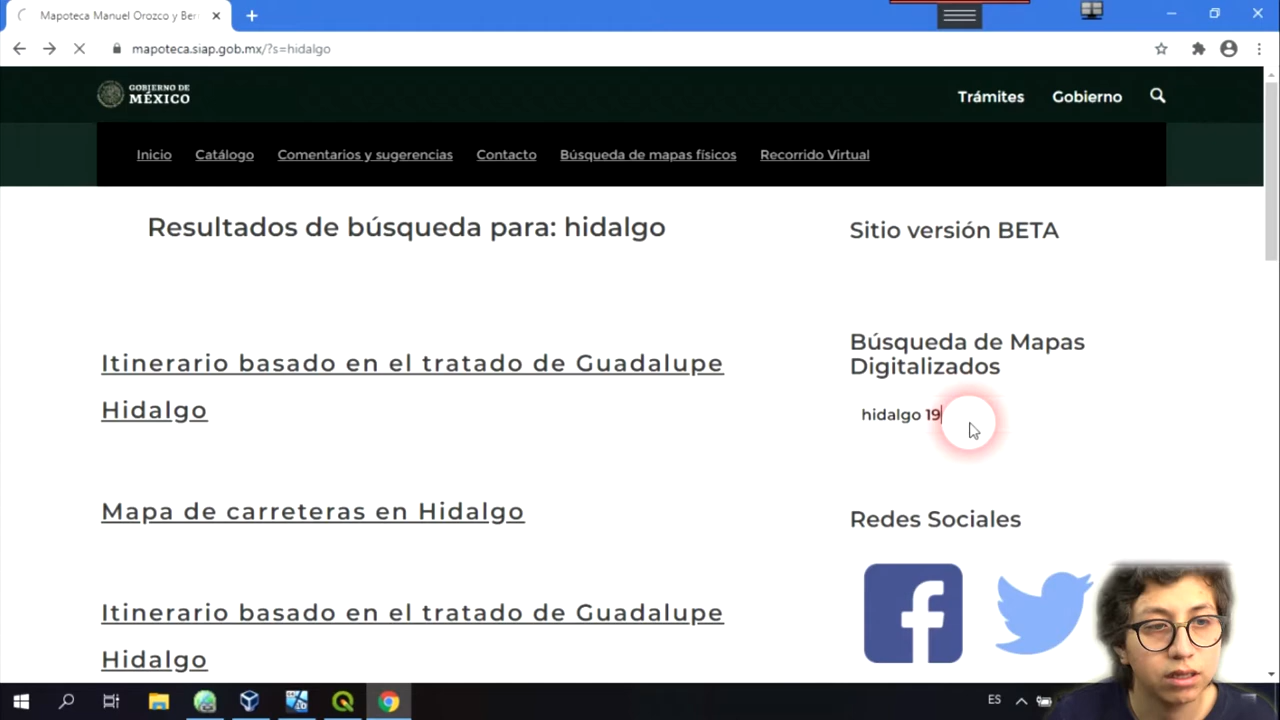 Mapoteca Manuel Orozco y Ber
mapoteca.siap.gob.mx/?s=hidalgo
GOBIERNO DE
MÉXICO
Trámites Gobierno
Inicio Catálogo Comentarios y sugerencias Contacto Búsqueda de mapas físicos Recorrido Virtual
Resultados de búsqueda para: hidalgo
Sitio versión BETA
Búsqueda de Mapas
Digitalizados
hidalgo 19
Itinerario basado en el tratado de Guadalupe
Hidalgo
Mapa de carreteras en Hidalgo
Redes Sociales
Itinerario basado en el tratado de Guadalupe
Hidalgo
ES